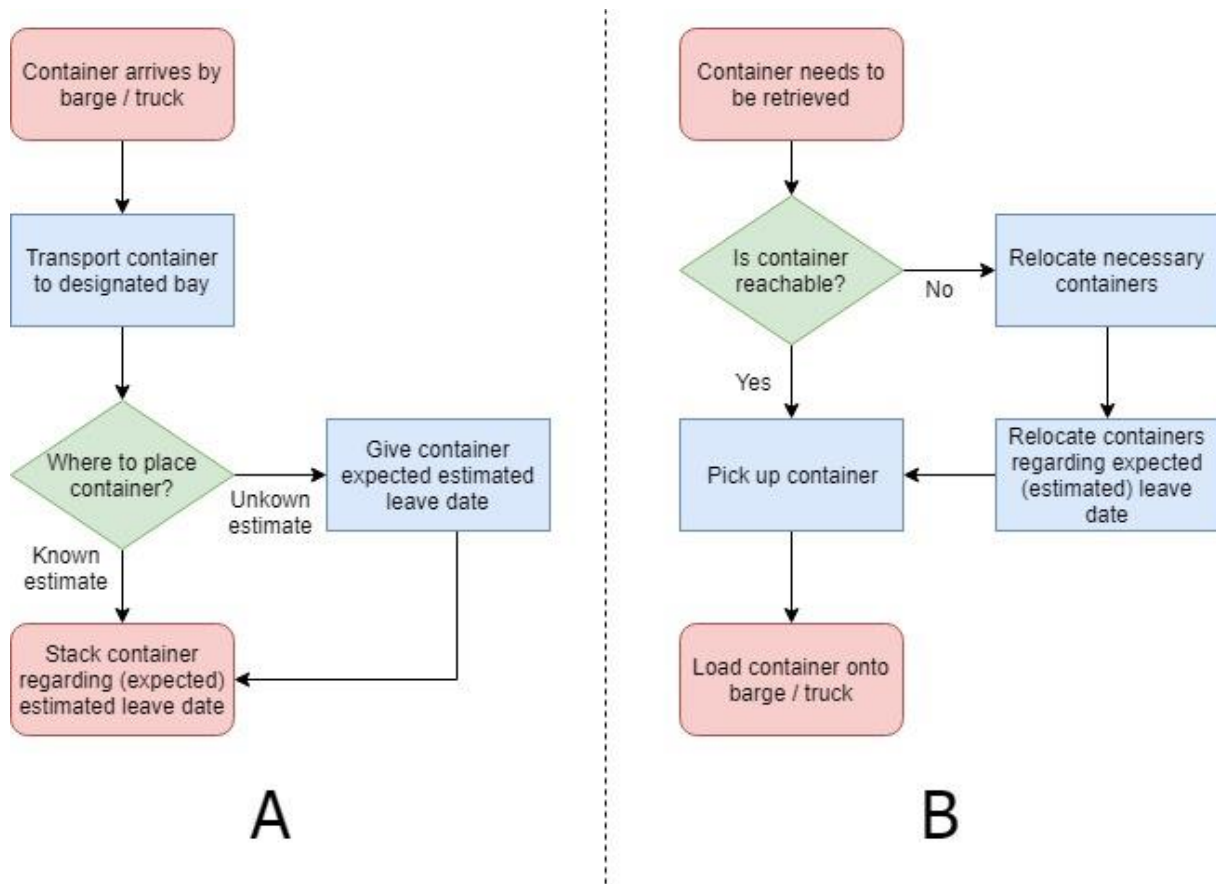 Container arrives by
barge / truck
Transport container
to designated bay
Where to place
container?
Unkown
estimate
Give container
expected estimated
leave date
Known
estimate
Stack container
regarding (expected)
estimated leave date
A
Container needs to
be retrieved
Is container
reachable?
No
Relocate necessary
containers
Yes
Pick up container
Relocate containers
regarding expected
(estimated) leave
date
Load container onto
barge / truck
B